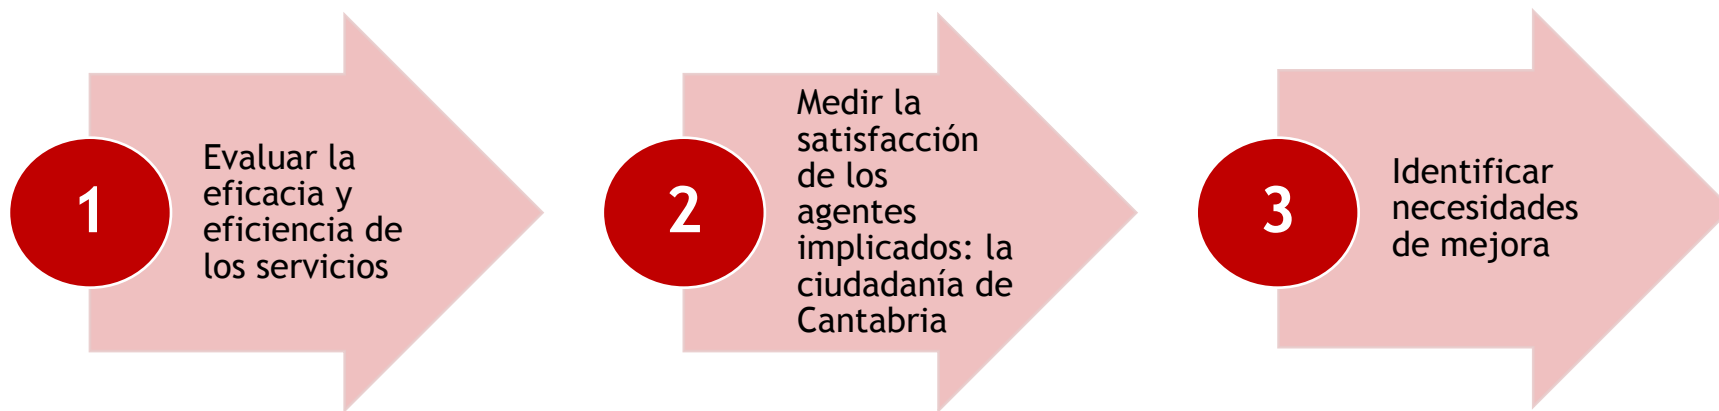 1
Evaluar la
eficacia y
eficiencia de
los servicios
2
Medir la
satisfacción
de los
agentes
implicados: la
ciudadanía de
Cantabria
3
Identificar
necesidades
de mejora